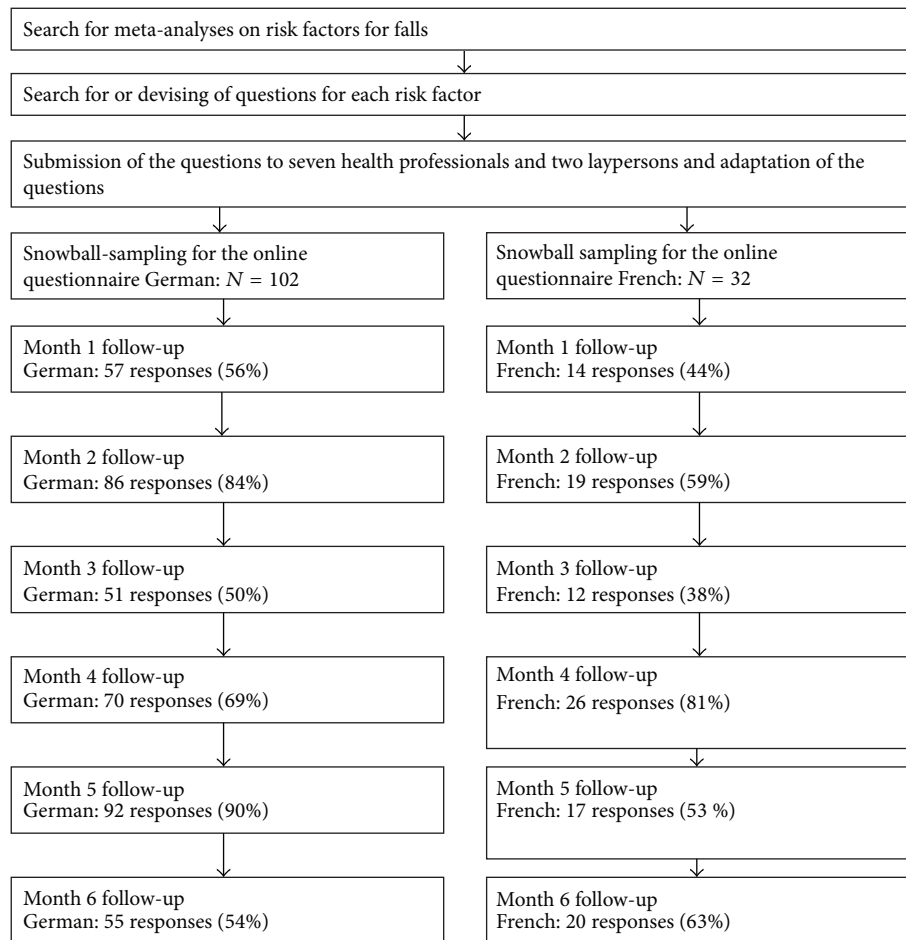 Search for meta-analyses on risk factors for falls
Search for or devising of questions for each risk factor
Submission of the questions to seven health professionals and two laypersons and adaptation of the
questions
Snowball-sampling for the online
questionnaire German: N = 102
Month 1 follow-up
German: 57 responses (56%)
Month 2 follow-up
German: 86 responses (84%)
Month 3 follow-up
German: 51 responses (50%)
Month 4 follow-up
German: 70 responses (69%)
Month 5 follow-up
German: 92 responses (90%)
Month 6 follow-up
German: 55 responses (54%)
Snowball sampling for the online
questionnaire French: N = 32
Month 1 follow-up
French: 14 responses (44%)
Month 2 follow-up
French: 19 responses (59%)
Month 3 follow-up
French: 12 responses (38%)
Month 4 follow-up
French: 26 responses (81%)
Month 5 follow-up
French: 17 responses (53 %)
Month 6 follow-up
French: 20 responses (63%)